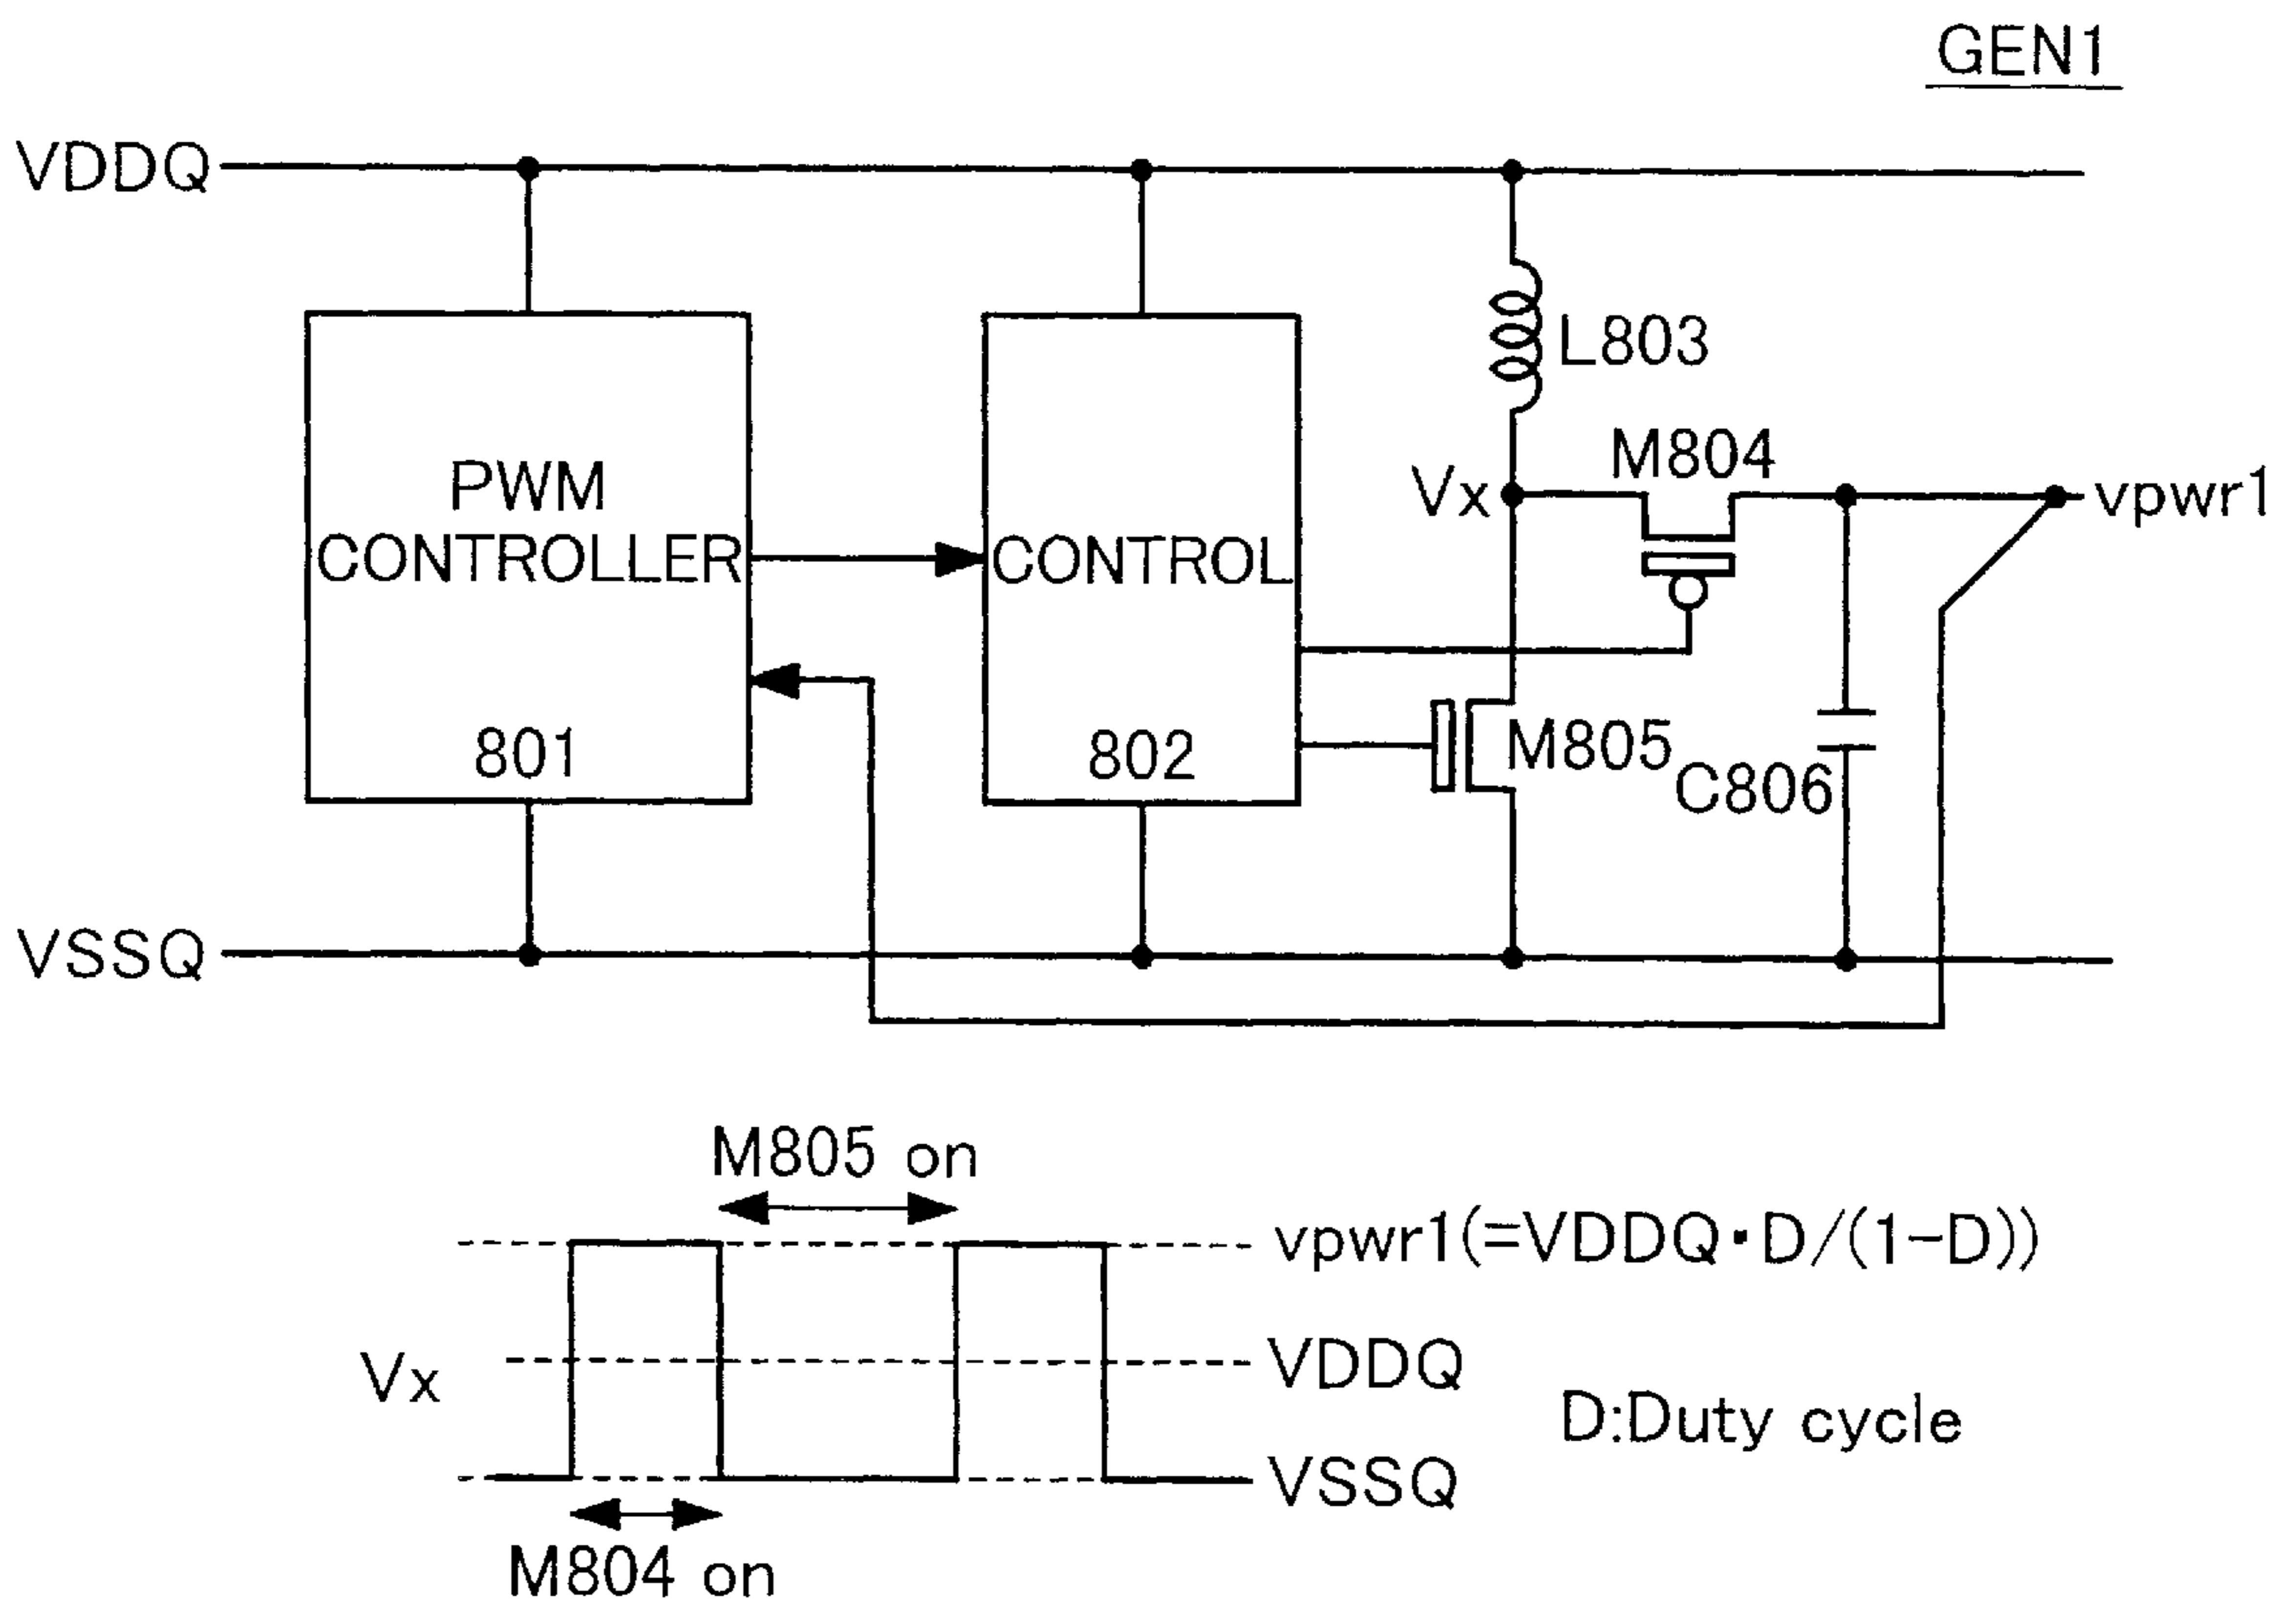 GEN1
VDDQ
L803
M804
Vx
vpwr1
PWM
CONTROLLER
CONTROL
801
802
M805
C806
VSSQ
M805 on
vpwr1(=VDDQ·D/(1-D))
VDDQ
Vx
D:Duty cycle
VSSQ
M804 on